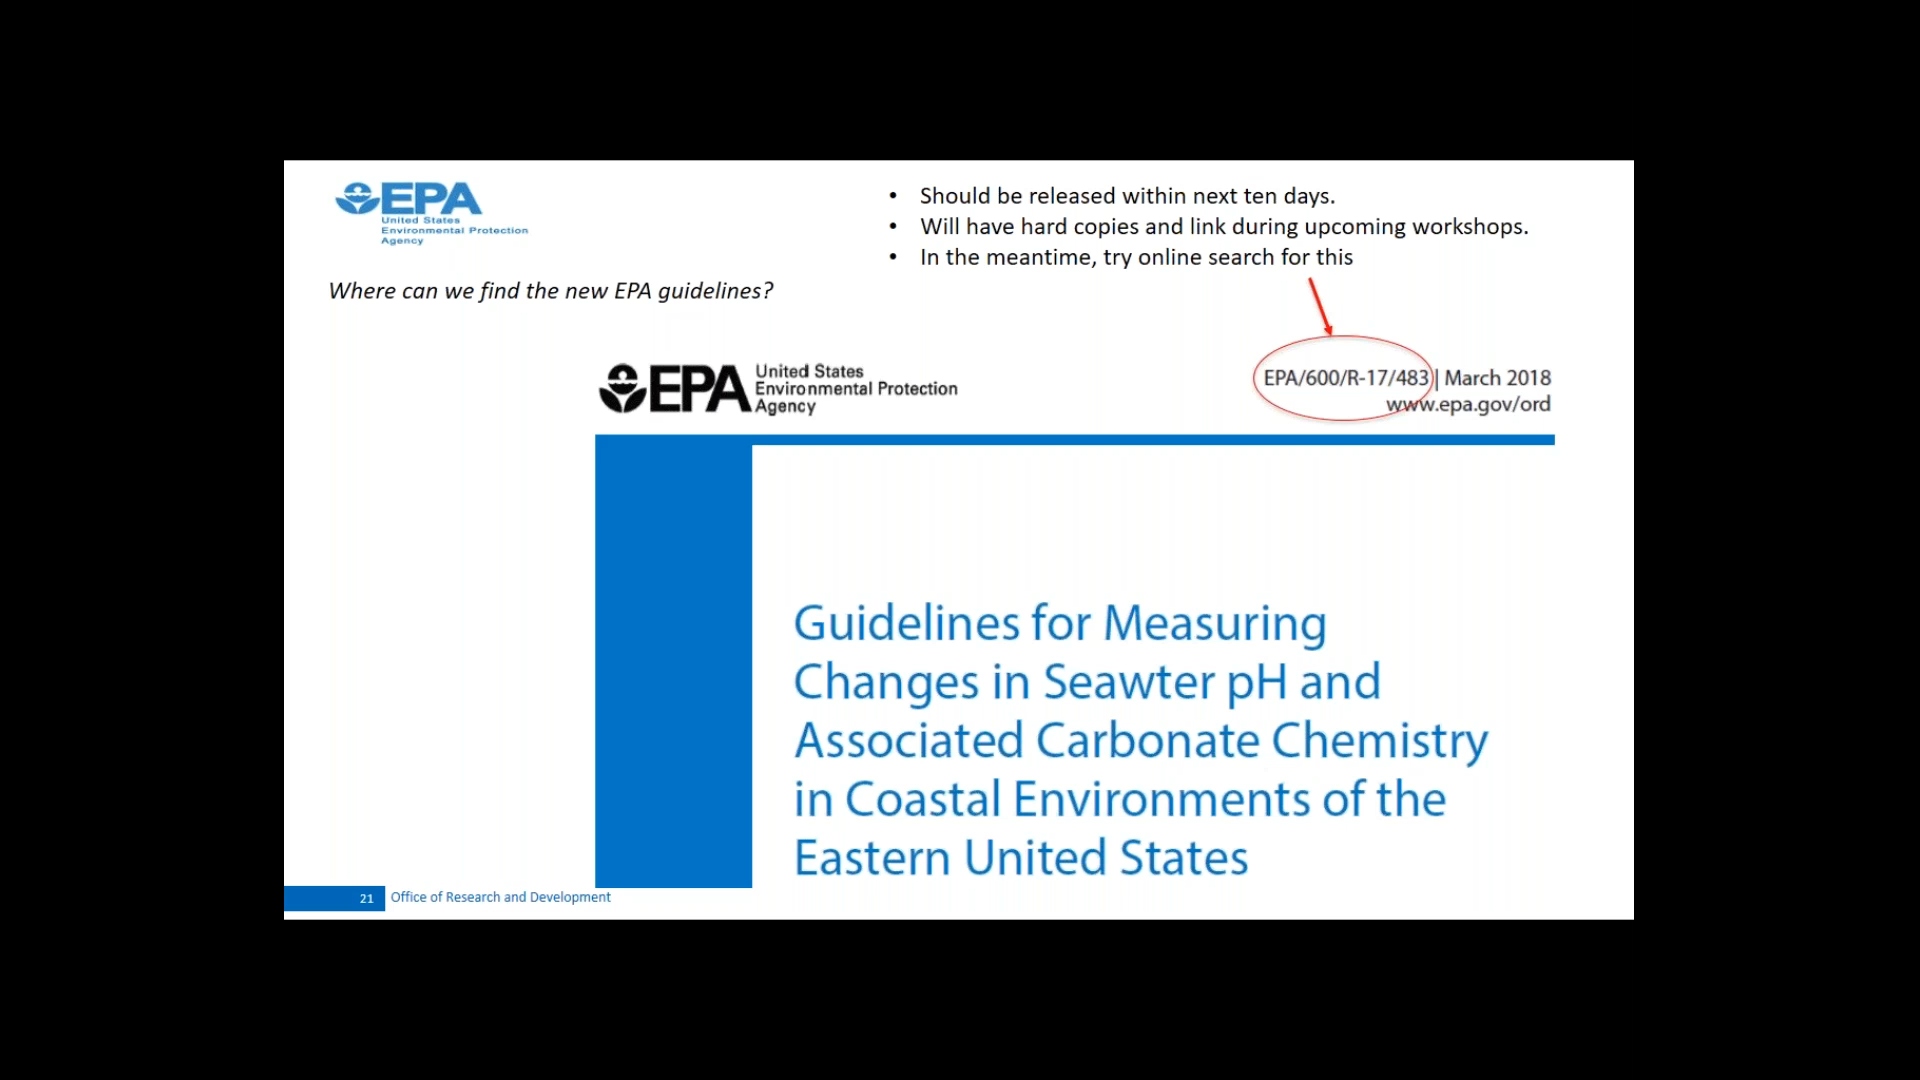 EPA
United States
Environmental Protection
Agency
• Should be released within next ten days.
• Will have hard copies and link during upcoming workshops.
• In the meantime, try online search for this
Where can we find the new EPA guidelines?
EPA
United States
Environmental Protection
Agency
EPA/600/R-17/483 | March 2018
www.epa.gov/ord
Guidelines for Measuring
Changes in Seawter pH and
Associated Carbonate Chemistry
in Coastal Environments of the
Eastern United States
21 Office of Research and Development